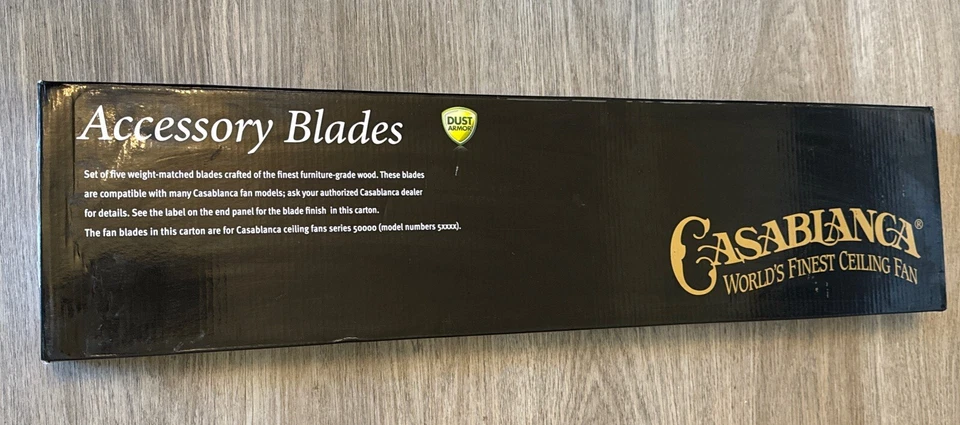 Accessory Blades
DUST
ARMOR
Set of five weight-matched blades crafted of the finest furniture-grade wood. These blades
are compatible with many Casablanca fan models; ask your authorized Casablanca dealer
for details. See the label on the end panel for the blade finish in this carton.
The fan blades in this carton are for Casablanca ceiling fans series 50000 (model numbers 5xxxx).
CASABLANCA®
WORLD'S FINEST CEILING FAN